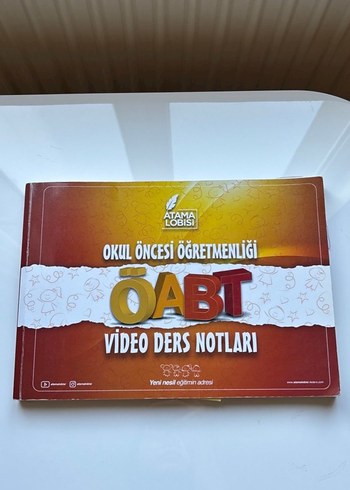 ATAMA
LOBİSİ
OKUL ÖNCESİ ÖĞRETMENLİĞİ
ÖABT
VİDEO DERS NOTLARI
Yeni nesil eğitimin adresi